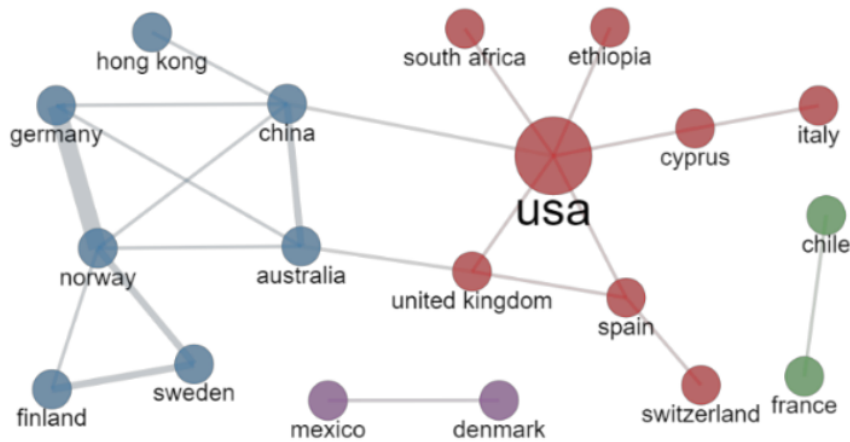 hong kong
south africa
ethiopia
germany
china
cyprus
italy
usa
chile
norway
australia
united kingdom
spain
finland
sweden
mexico
denmark
switzerland
france